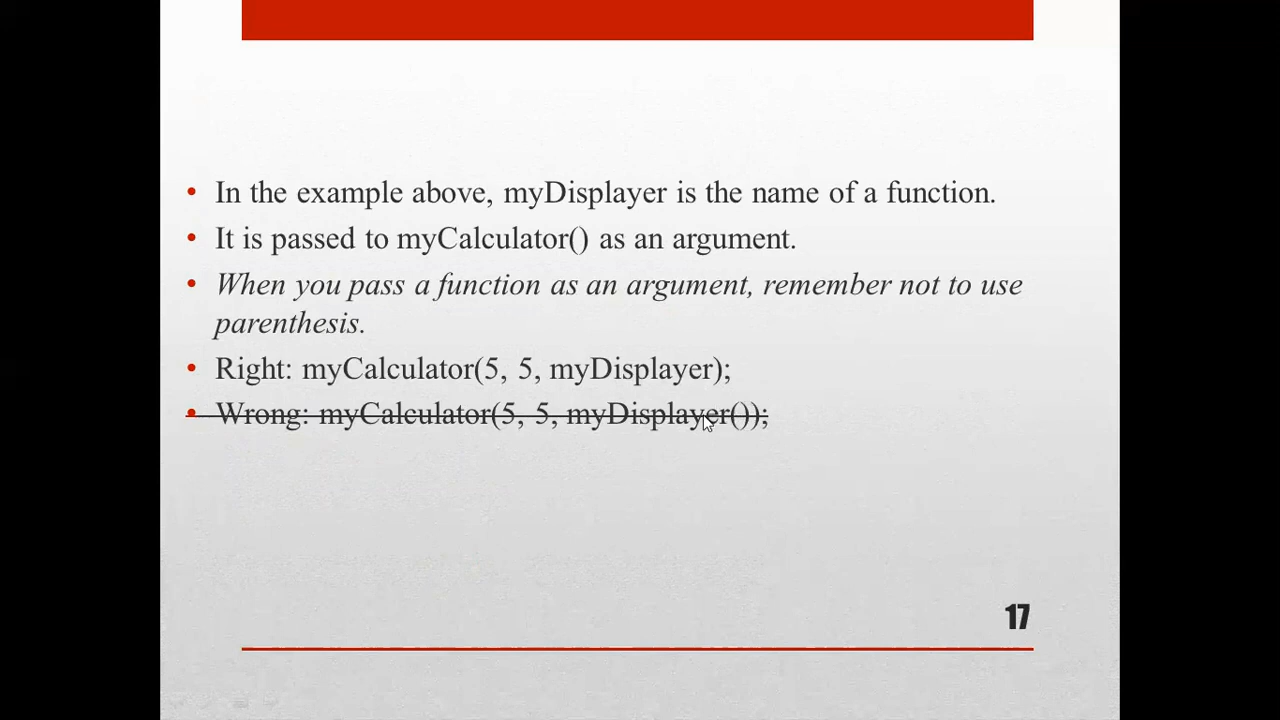 • In the example above, myDisplayer is the name of a function.
• It is passed to myCalculator() as an argument.
• When you pass a function as an argument, remember not to use
parenthesis.
• Right: myCalculator(5, 5, myDisplayer);
• Wrong: myCalculator(5, 5, myDisplayer());
17